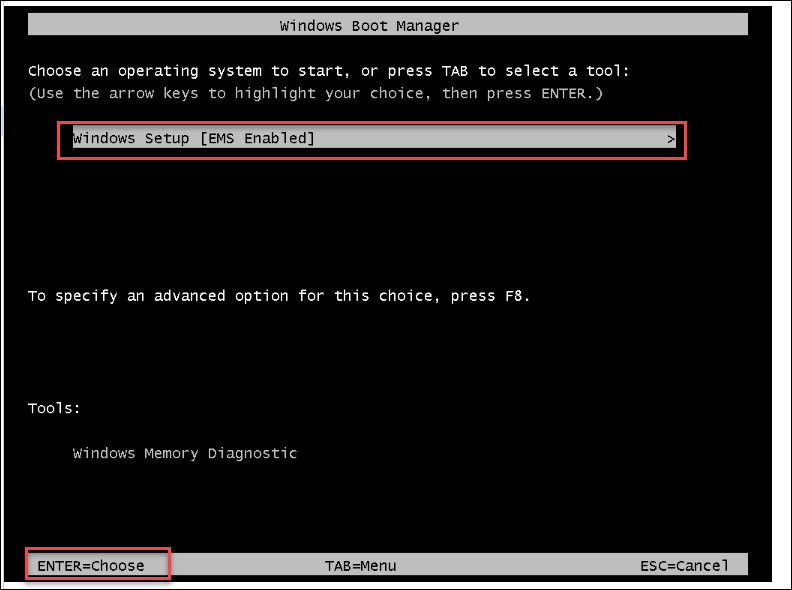 Windows Boot Manager
Choose an operating system to start, or press TAB to select a tool:
(Use the arrow keys to highlight your choice, then press ENTER.)
Windows Setup [EMS Enabled] >
To specify an advanced option for this choice, press F8.
Tools:
Windows Memory Diagnostic
ENTER=Choose TAB=Menu ESC=Cancel